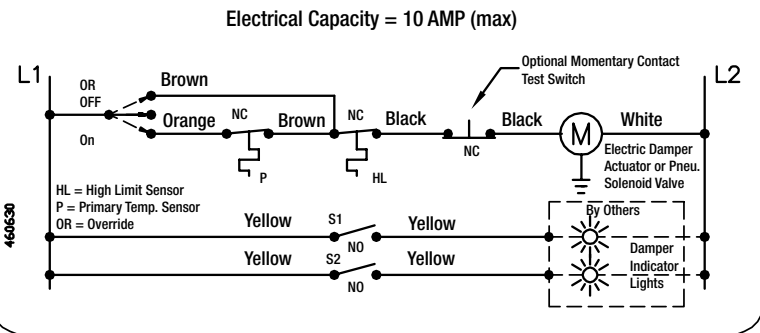 Electrical Capacity = 10 AMP (max)
L1
L2
OR
OFF
On
Brown
Orange
NC
P
Brown
NC
HL
Black
Optional Momentary Contact
Test Switch
NC
Black
M
White
Electric Damper
Actuator or Pneu.
Solenoid Valve
HL = High Limit Sensor
P = Primary Temp. Sensor
OR = Override
460630
Yellow
S1
NO
Yellow
Yellow
S2
NO
Yellow
By Others
Damper
Indicator
Lights